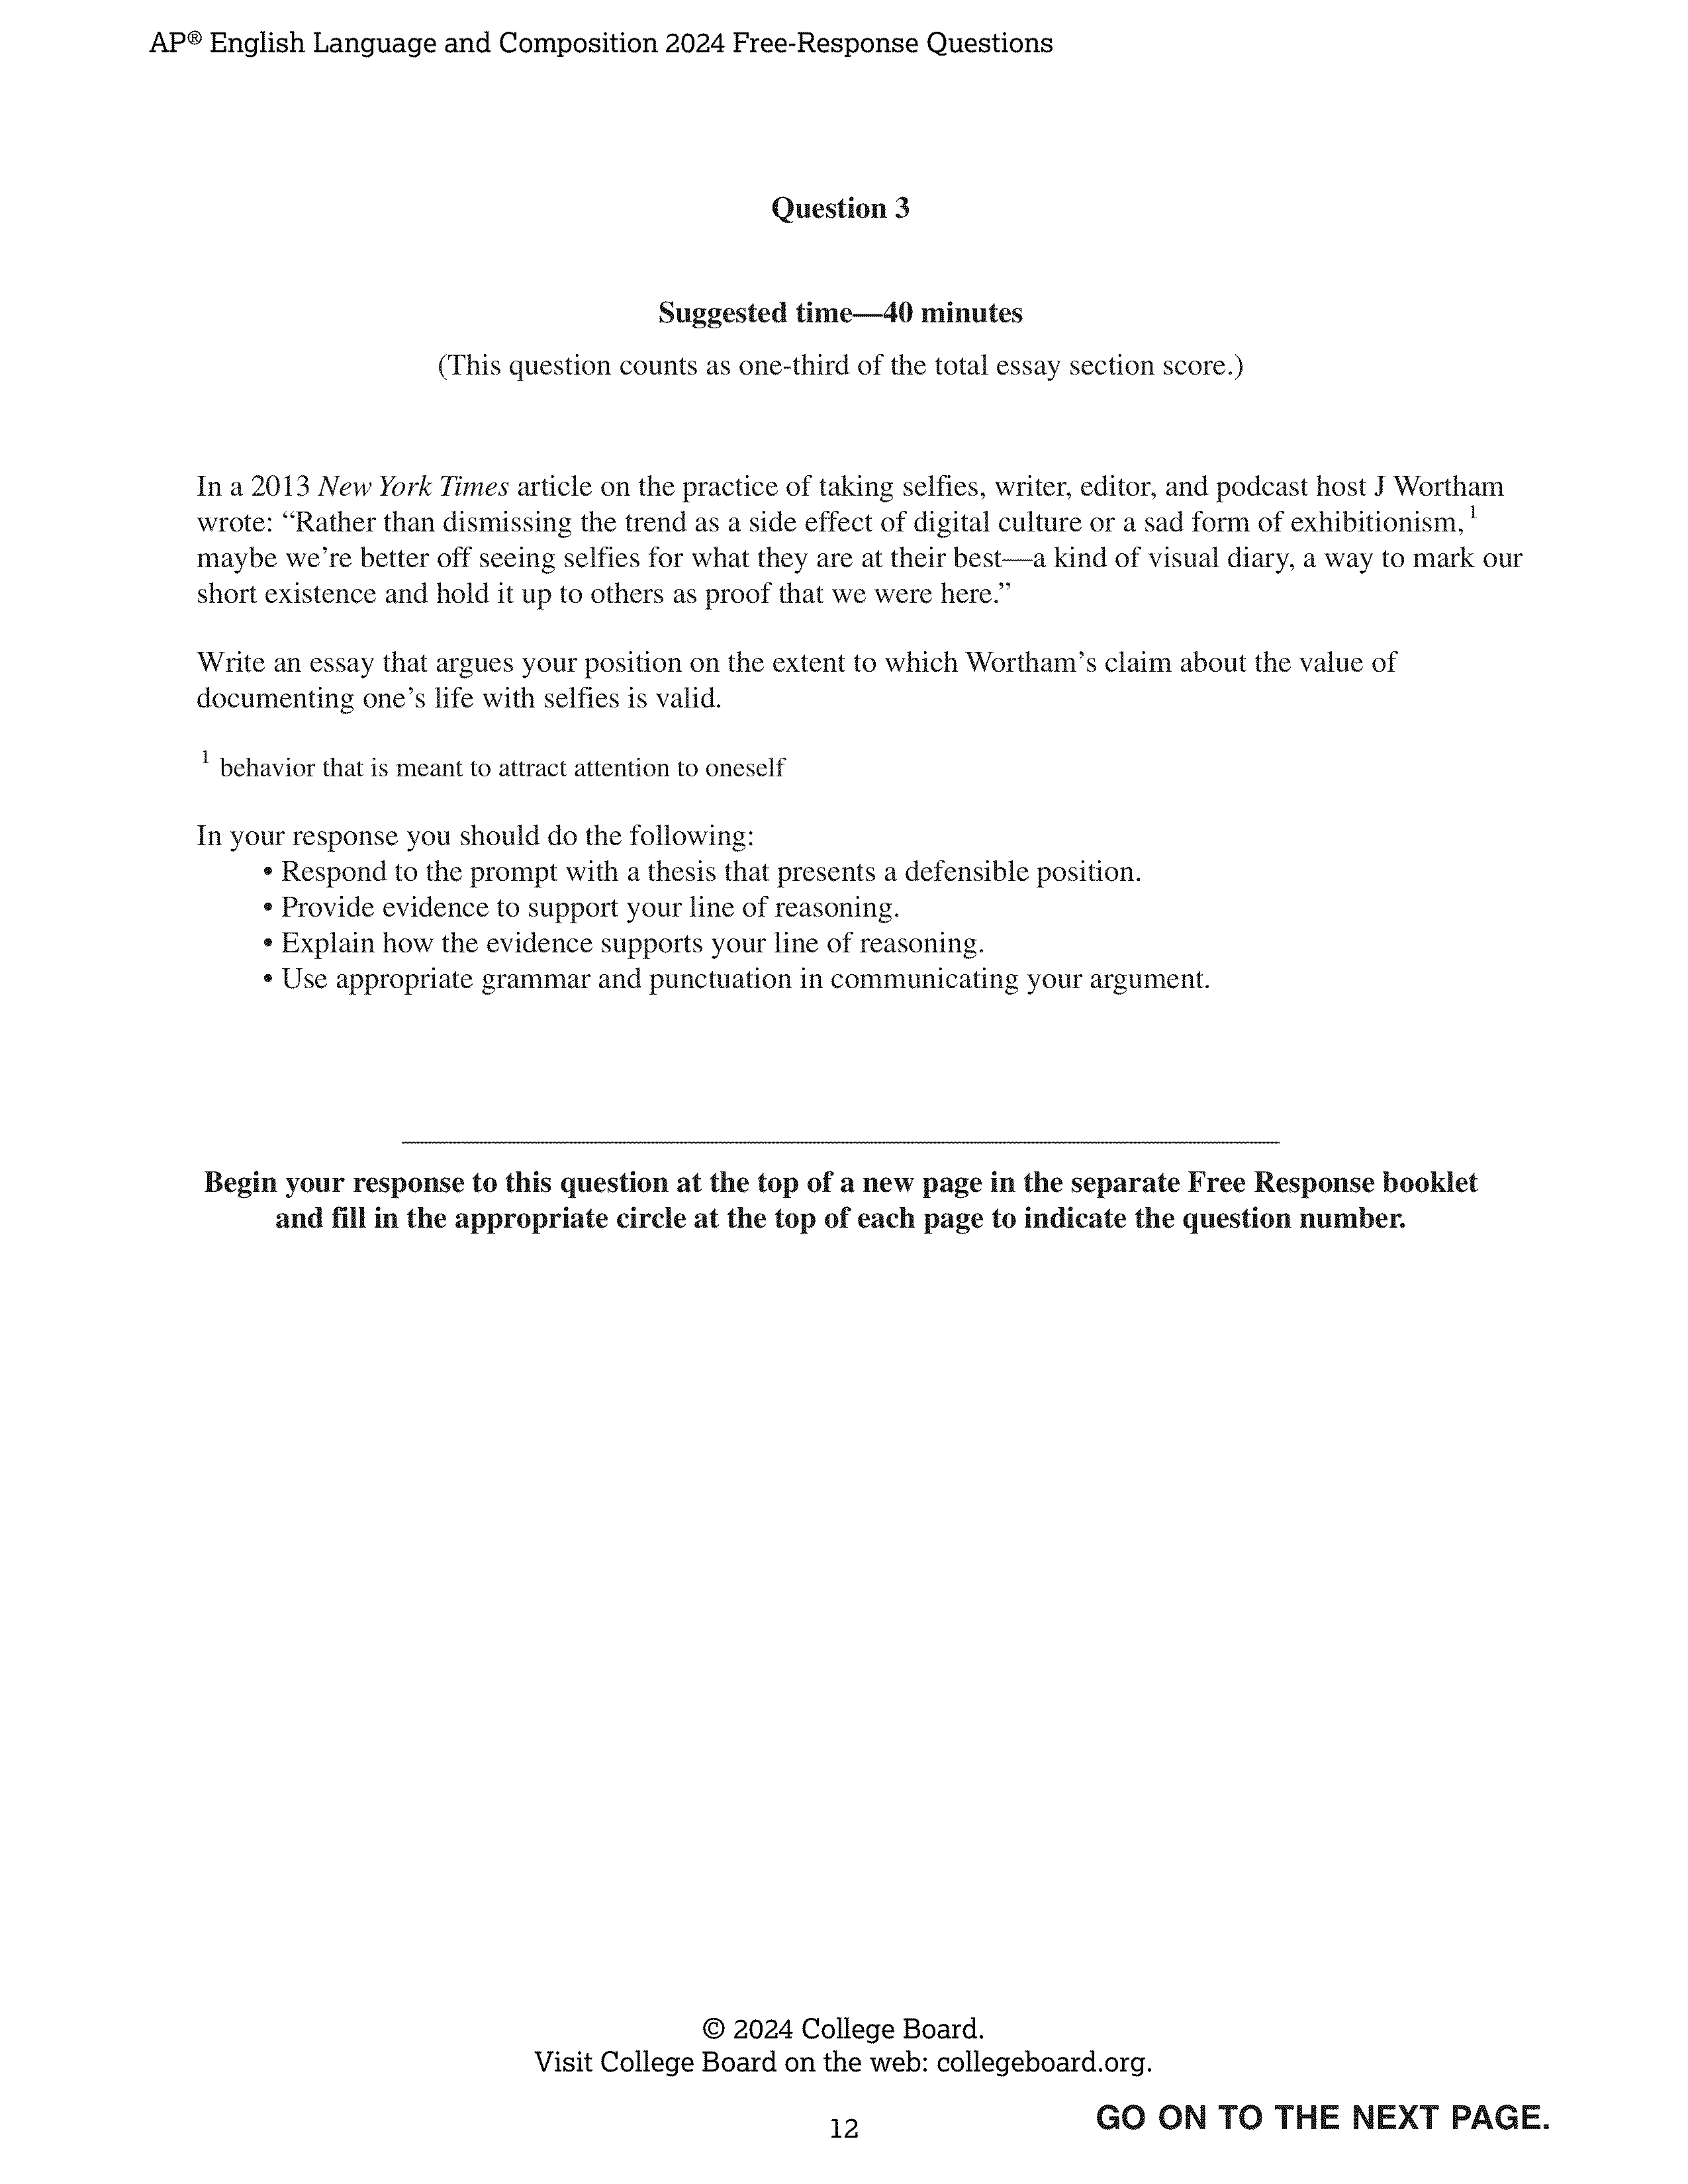 AP® English Language and Composition 2024 Free-Response Questions
Question 3
Suggested time—40 minutes
(This question counts as one-third of the total essay section score.)
In a 2013 New York Times article on the practice of taking selfies, writer, editor, and podcast host J Wortham
wrote: “Rather than dismissing the trend as a side effect of digital culture or a sad form of exhibitionism,1
maybe we’re better off seeing selfies for what they are at their best—a kind of visual diary, a way to mark our
short existence and hold it up to others as proof that we were here.”
Write an essay that argues your position on the extent to which Wortham’s claim about the value of
documenting one’s life with selfies is valid.
1 behavior that is meant to attract attention to oneself
In your response you should do the following:
• Respond to the prompt with a thesis that presents a defensible position.
• Provide evidence to support your line of reasoning.
• Explain how the evidence supports your line of reasoning.
• Use appropriate grammar and punctuation in communicating your argument.
Begin your response to this question at the top of a new page in the separate Free Response booklet
and fill in the appropriate circle at the top of each page to indicate the question number.
© 2024 College Board.
Visit College Board on the web: collegeboard.org.
12
GO ON TO THE NEXT PAGE.